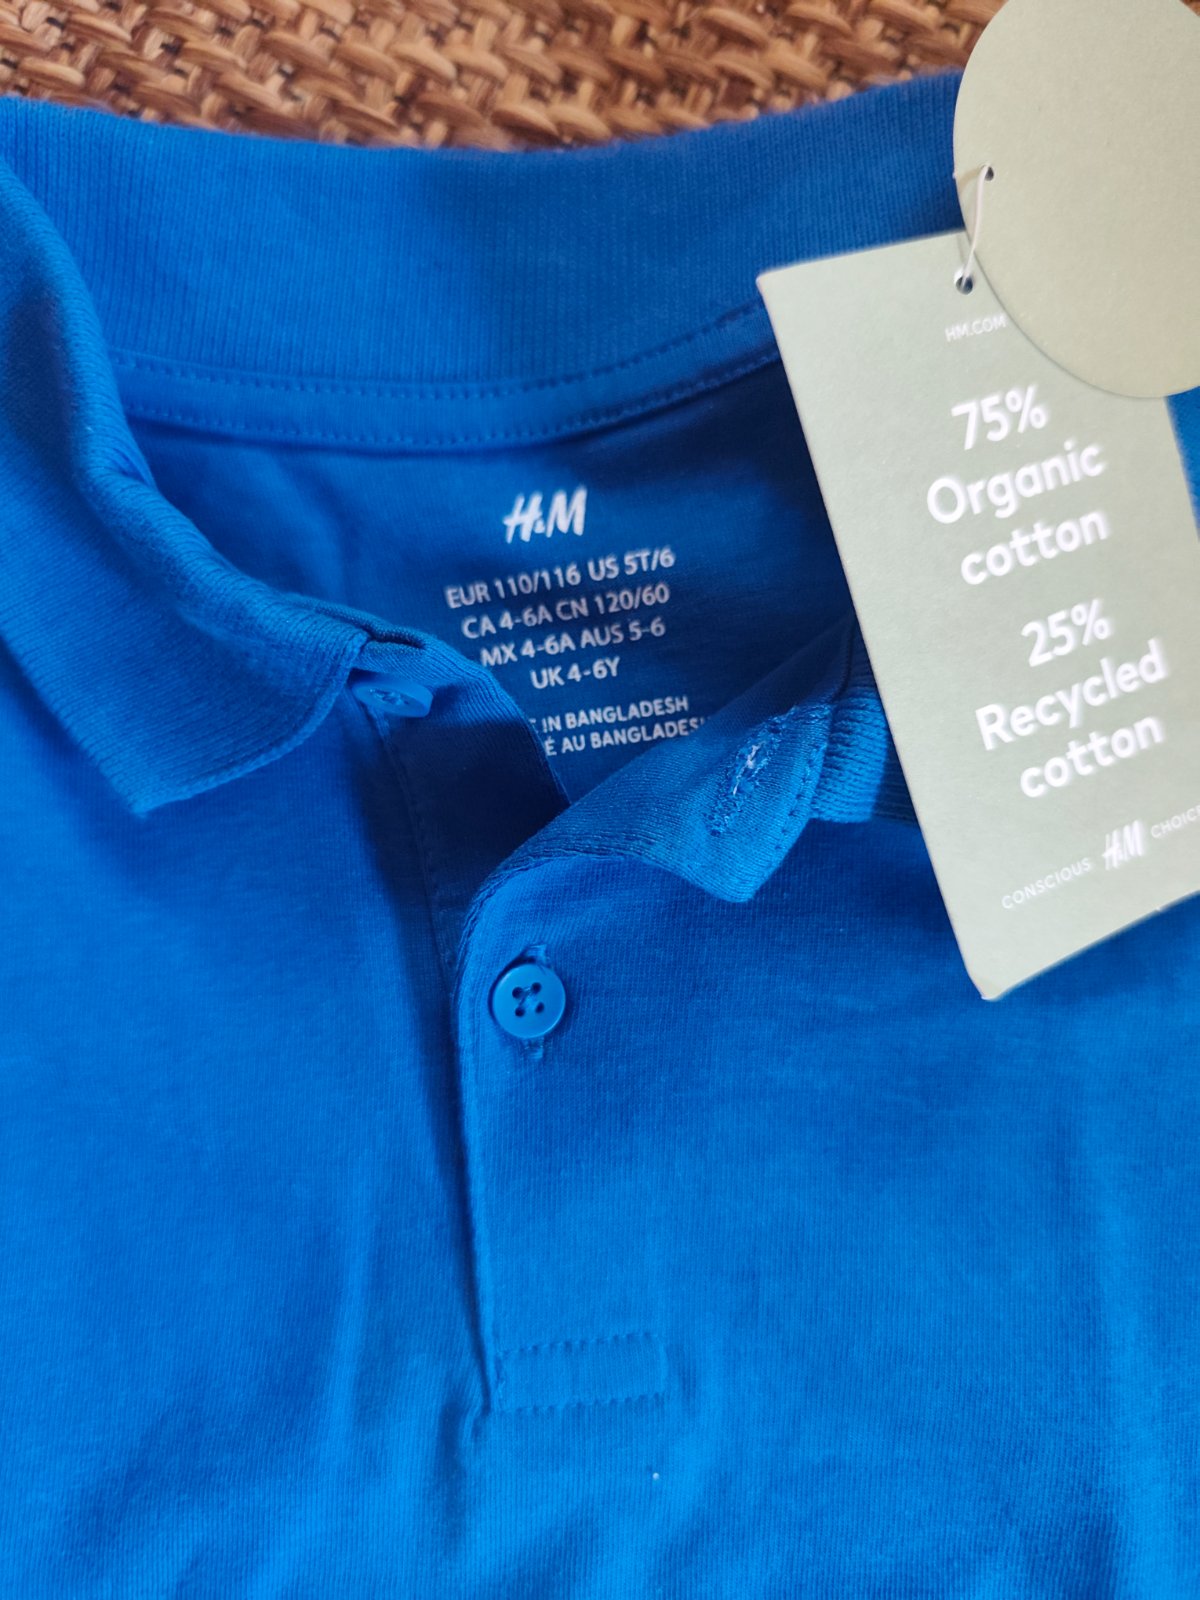 H&M
EUR 110/116 US 5T/6
CA 4-6A CN 120/60
MX 4-6A AUS 5-6
UK 4-6Y
IN BANGLADESH
AU BANGLADESH
HM.COM
75%
Organic
cotton
25%
Recycled
cotton
CONSCIOUS H&M CHOICE